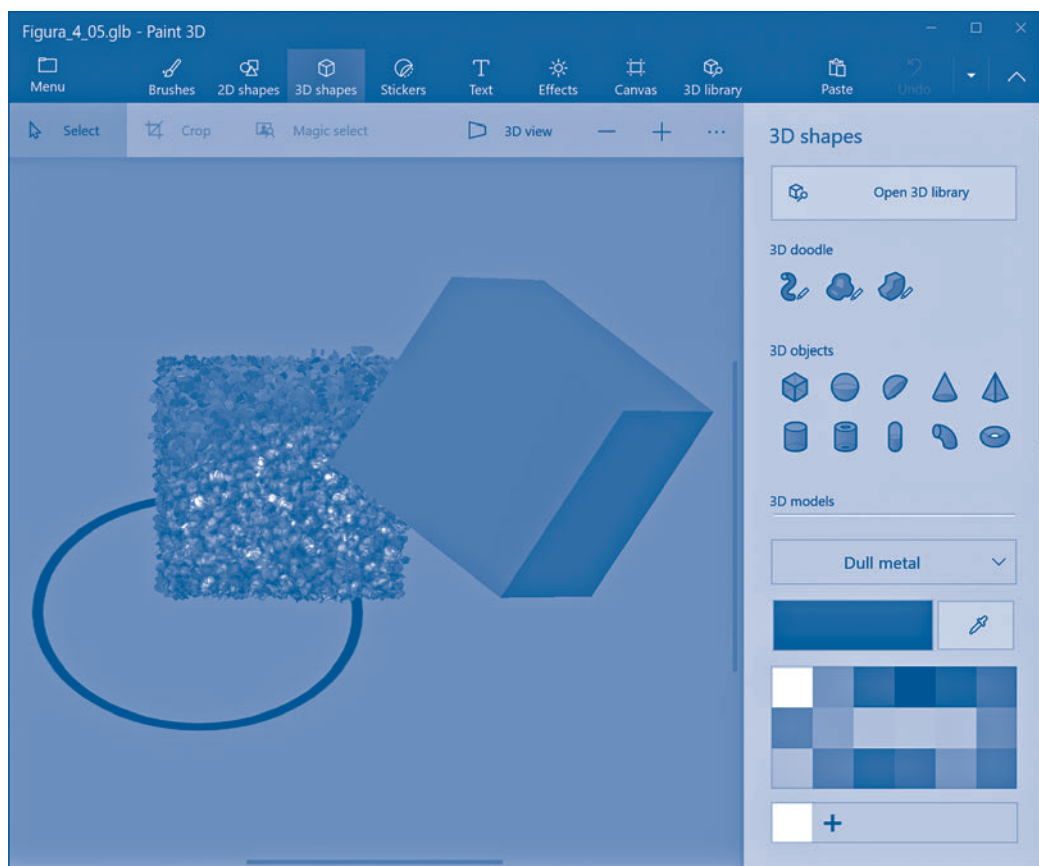 Figura_4_05.glb - Paint 3D
Menu Brushes 2D shapes 3D shapes Stickers Text Effects Canvas 3D library Paste Undo
Select Crop Magic select 3D view
3D shapes
Open 3D library
3D doodle
3D objects
3D models
Dull metal